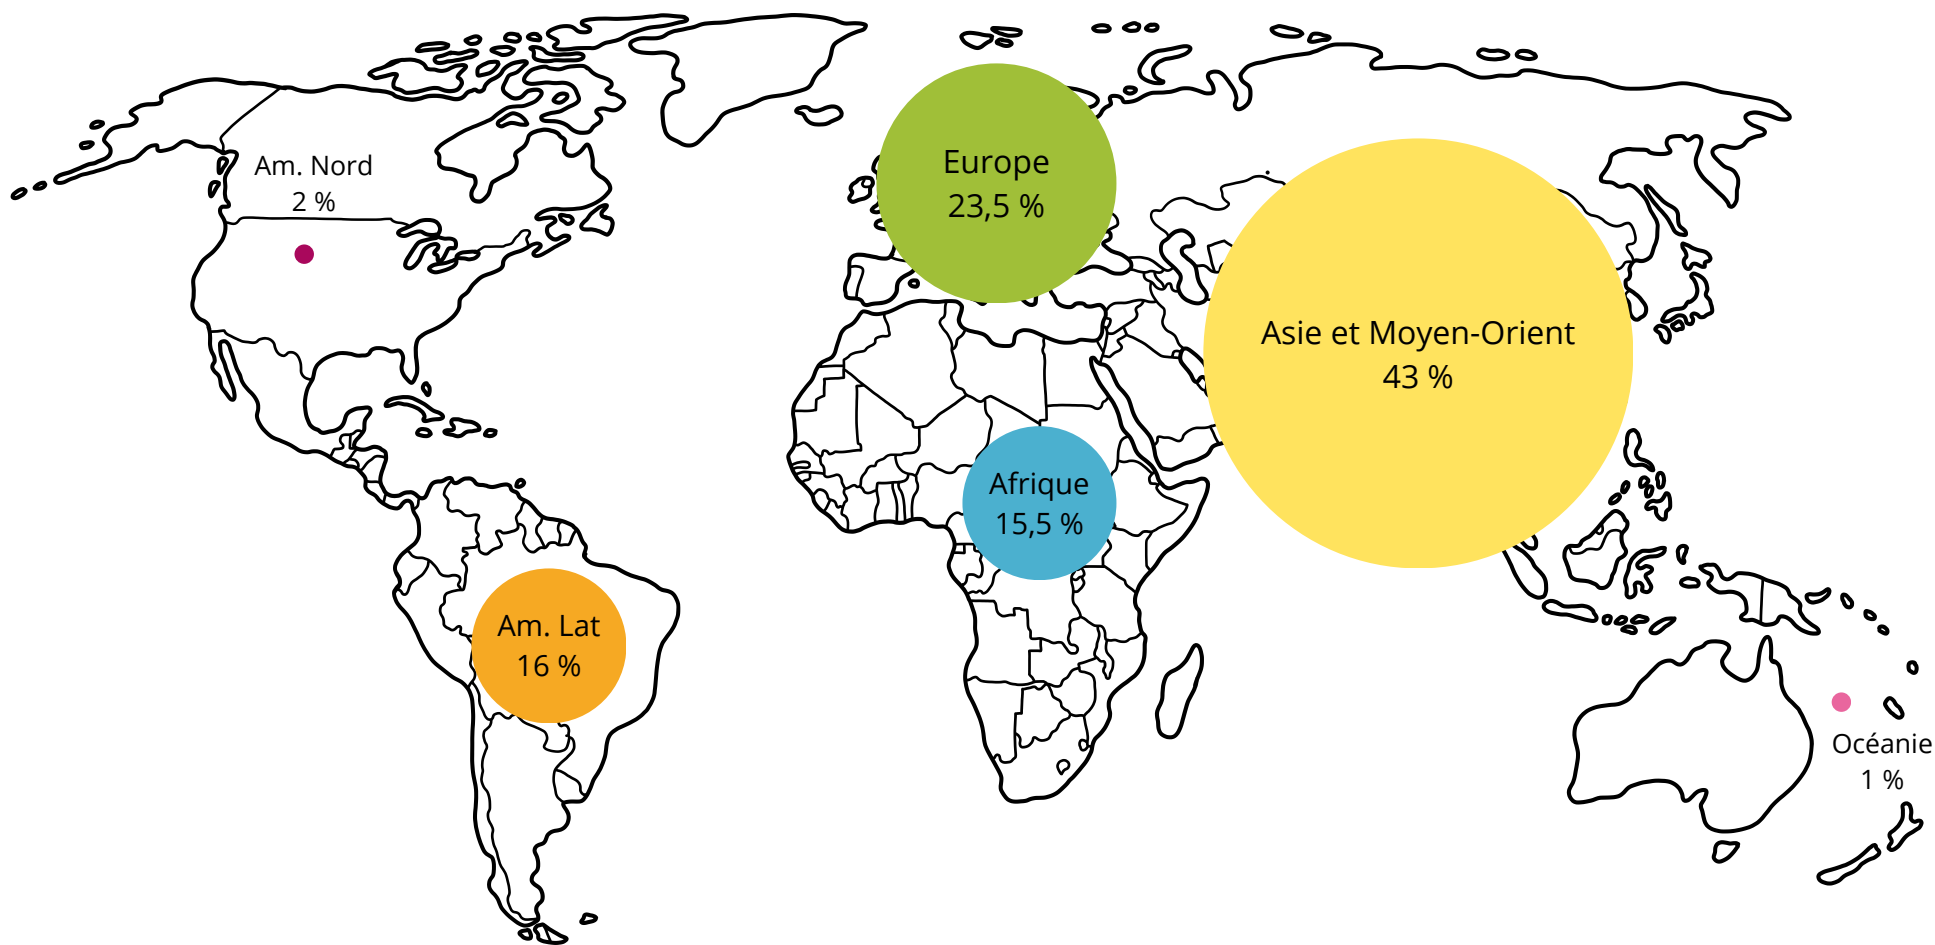 Am. Nord
2 %
Europe
23,5 %
Asie et Moyen-Orient
43 %
Afrique
15,5 %
Am. Lat
16 %
Océanie
1 %